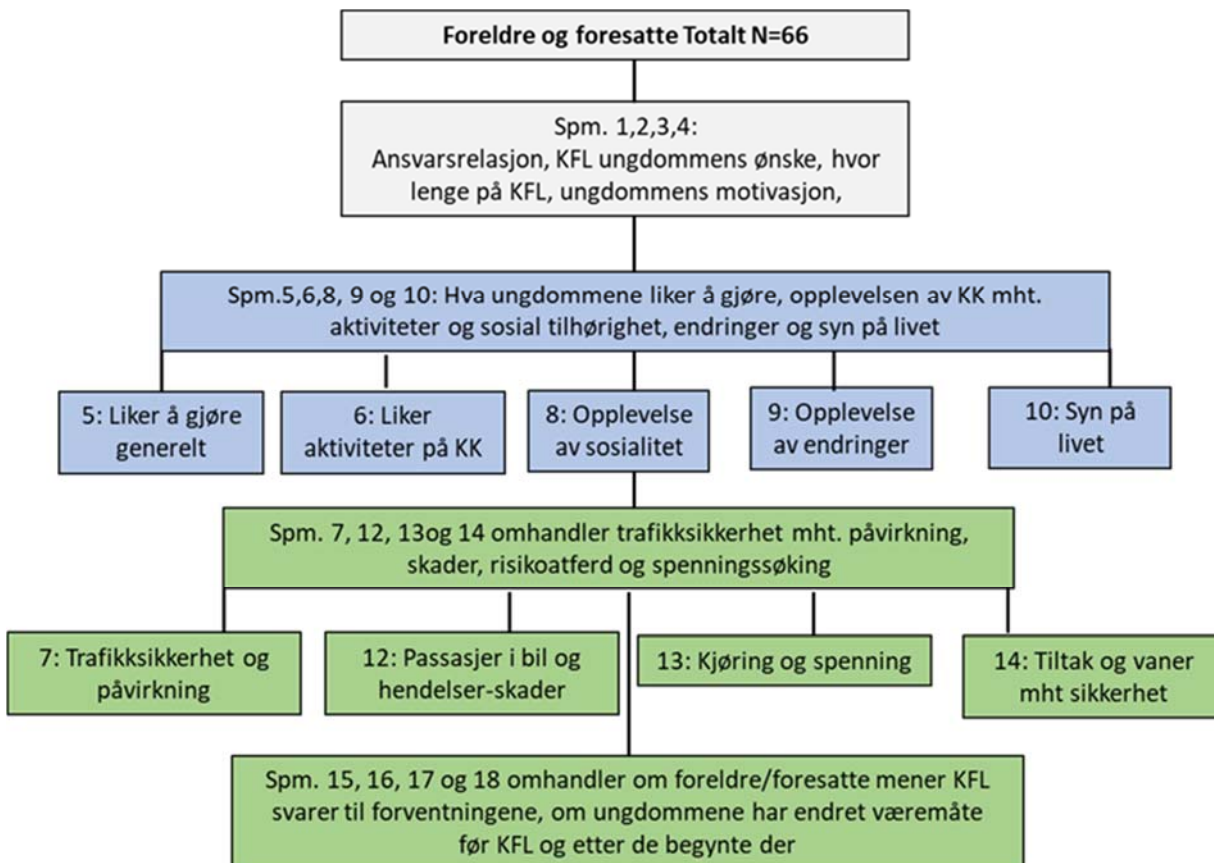 Foreldre og foresatte Totalt N=66
Spm. 1,2,3,4:
Ansvarsrelasjon, KFL ungdommens ønske, hvor
lenge på KFL, ungdommens motivasjon,
Spm.5,6,8, 9 og 10: Hva ungdommene liker å gjøre, opplevelsen av KK mht.
aktiviteter og sosial tilhørighet, endringer og syn på livet
5: Liker å gjøre
generelt
6: Liker
aktiviteter på KK
8: Opplevelse
av sosialitet
9: Opplevelse
av endringer
10: Syn på
livet
Spm. 7, 12, 13og 14 omhandler trafikksikkerhet mht. påvirkning,
skader, risikoatferd og spenningssøking
7: Trafikksikkerhet og
påvirkning
12: Passasjer i bil og
hendelser-skader
13: Kjøring og spenning
14: Tiltak og vaner
mht sikkerhet
Spm. 15, 16, 17 og 18 omhandler om foreldre/foresatte mener KFL
svarer til forventningene, om ungdommene har endret væremåte
før KFL og etter de begynte der